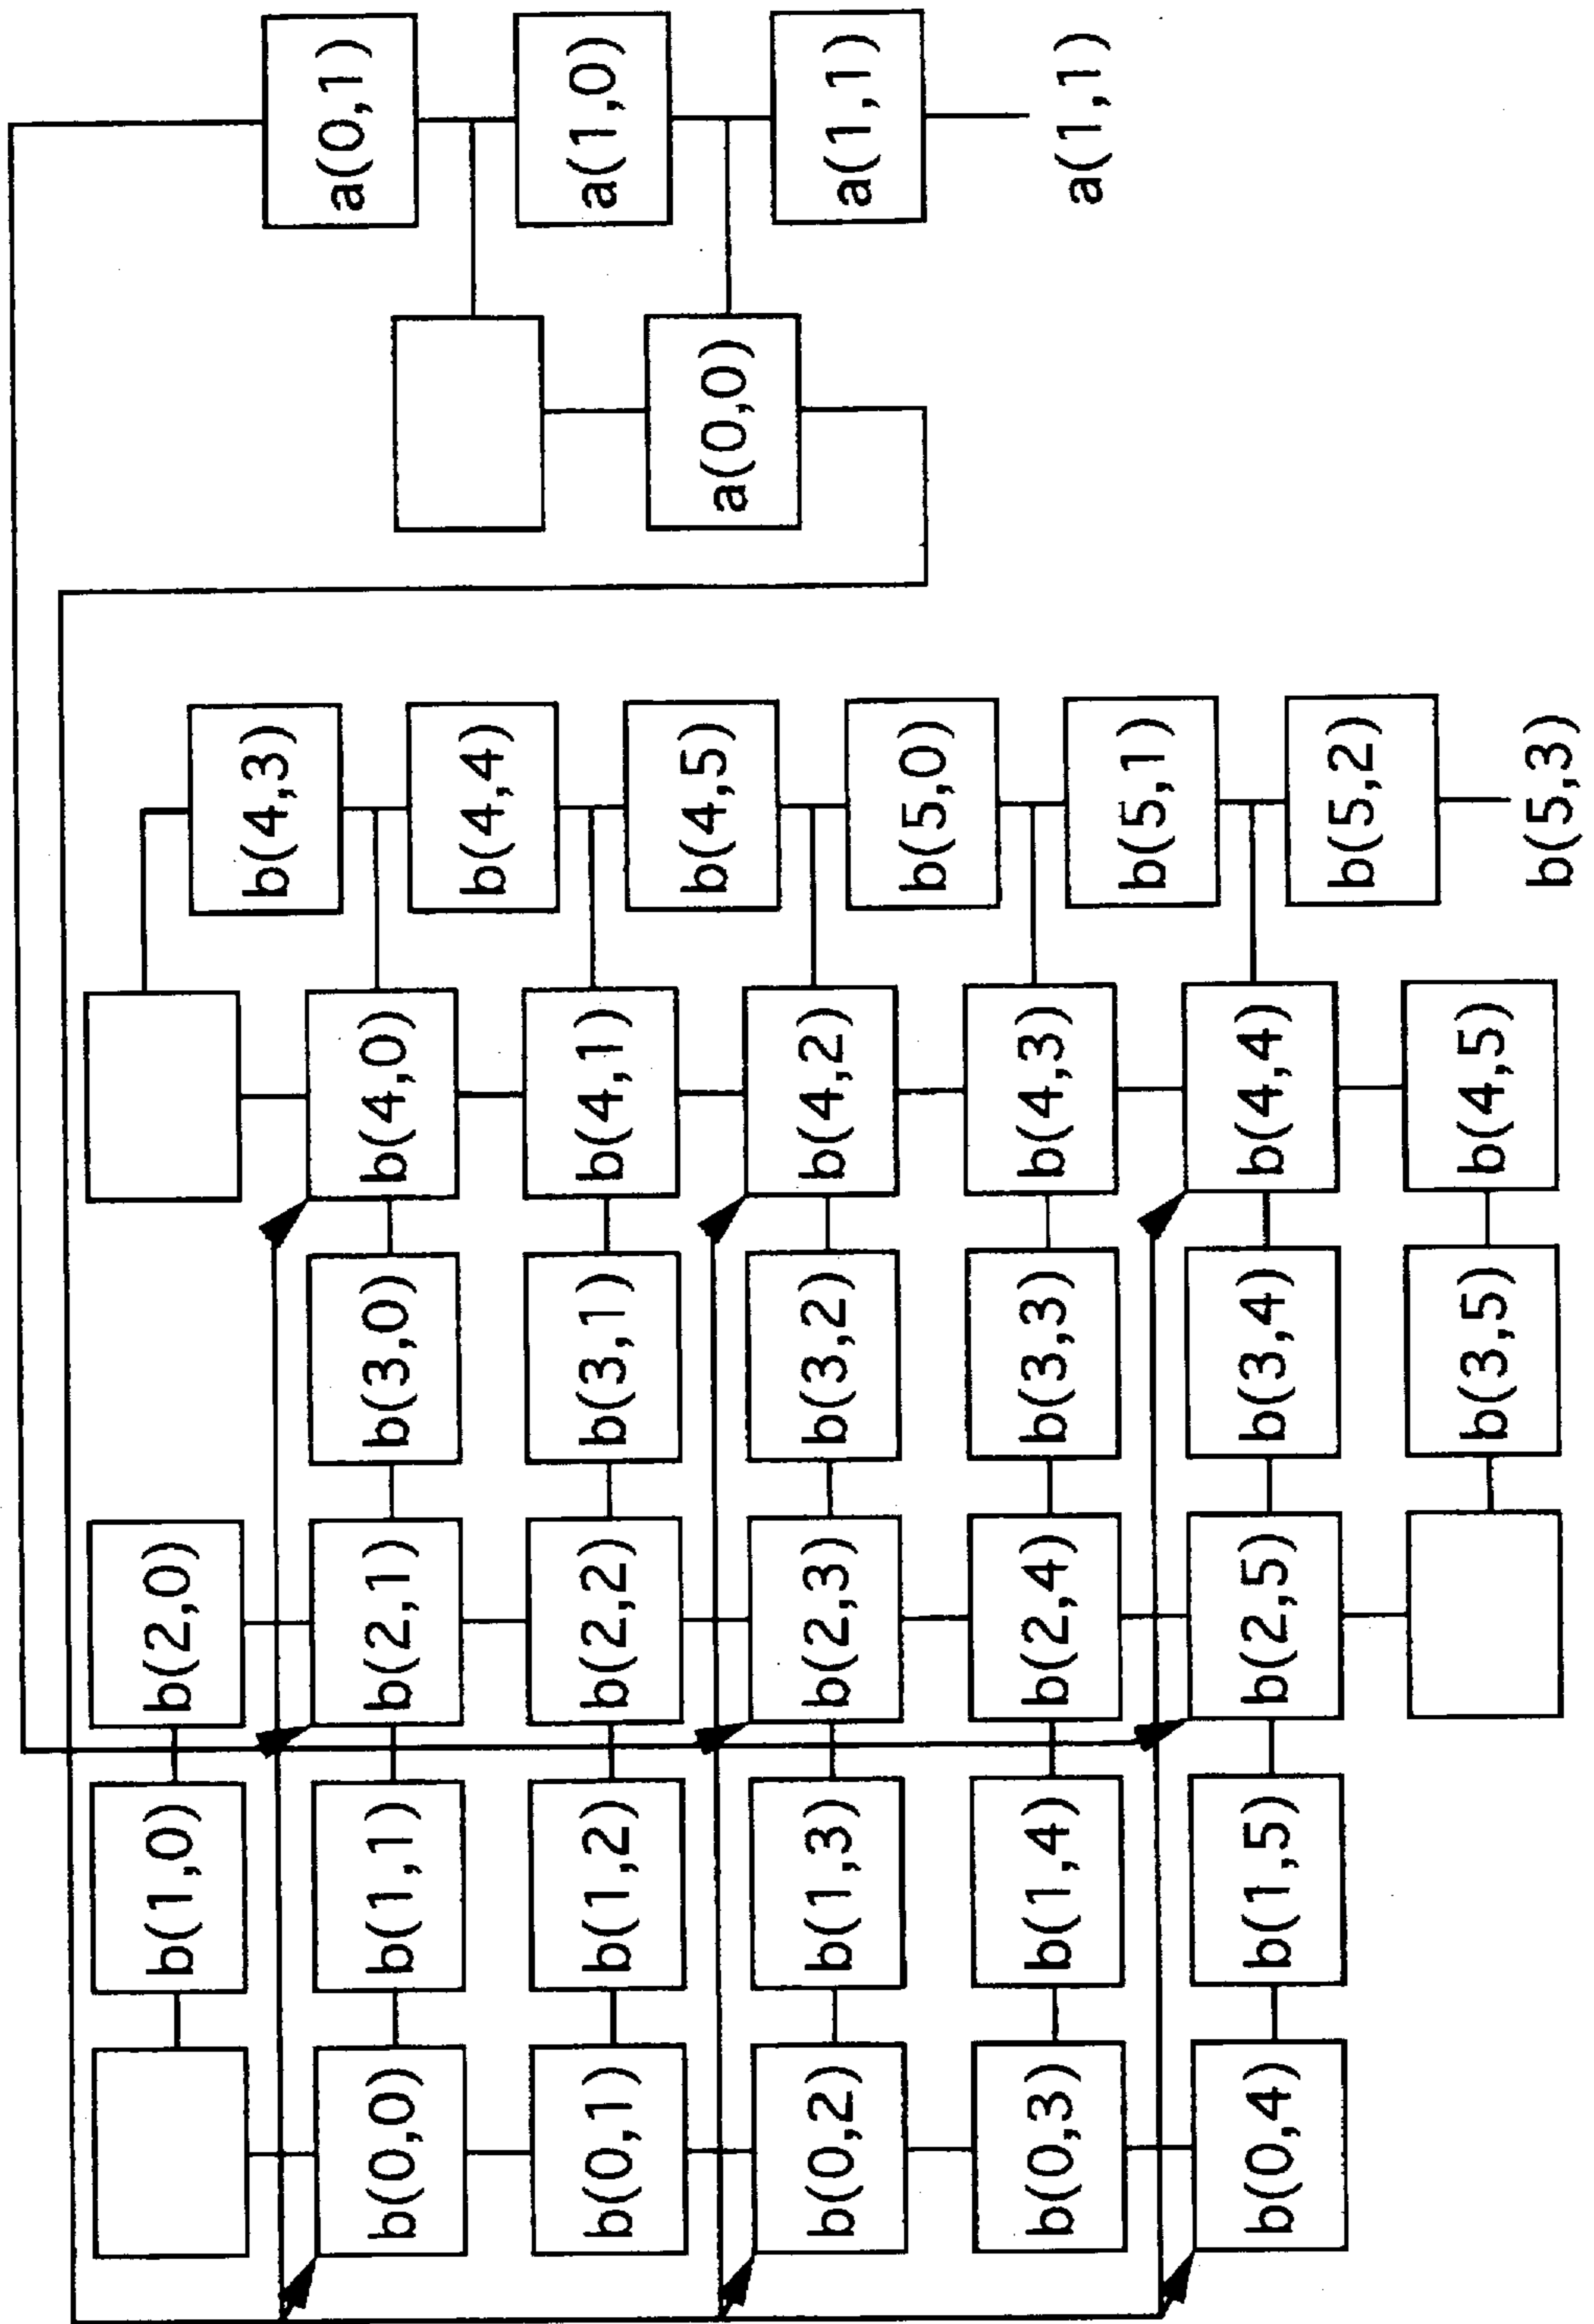 b(1,0) b(2,0)
b(4,3)
a(0,1)
b(0,0) b(1,1) b(2,1) b(3,0) b(4,0)
b(4,4)
a(1,0)
b(0,1) b(1,2) b(2,2) b(3,1) b(4,1)
b(4,5)
a(0,0)
b(0,2) b(1,3) b(2,3) b(3,2) b(4,2)
a(1,1)
b(5,0)
b(0,3) b(1,4) b(2,4) b(3,3) b(4,3)
a(1,1)
b(5,1)
b(0,4) b(1,5) b(2,5) b(3,4) b(4,4)
b(5,2)
b(3,5) b(4,5)
b(5,3)